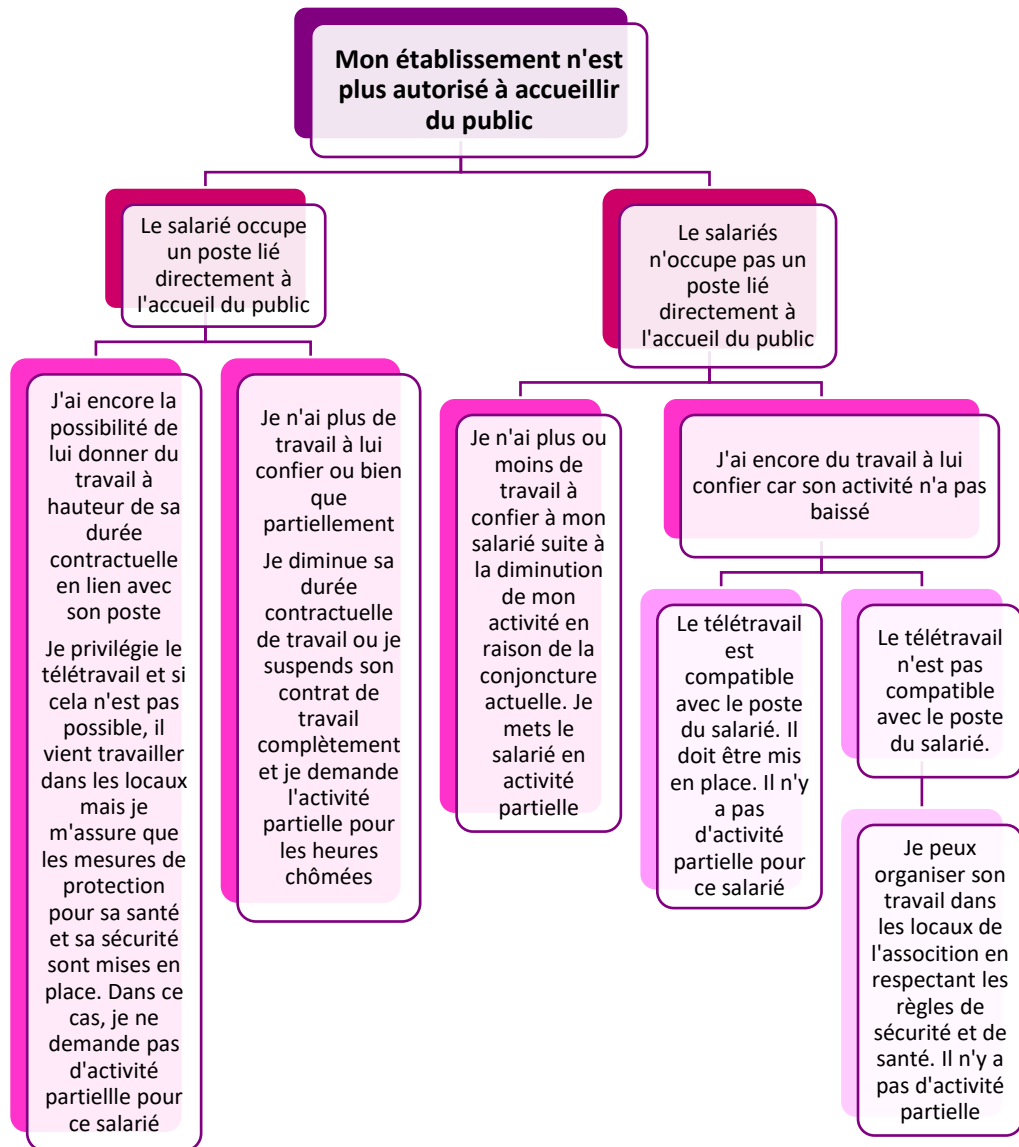 Mon établissement n'est
plus autorisé à accueillir
du public
Le salarié occupe
un poste lié
directement à
l'accueil du public
Le salariés
n'occupe pas un
poste lié
directement à
l'accueil du public
J'ai encore la
possibilité de
lui donner du
travail à
hauteur de sa
durée
contractuelle
en lien avec
son poste
Je privilégie le
télétravail et si
cela n'est pas
possible, il
vient travailler
dans les locaux
mais je
m'assure que
les mesures de
protection
pour sa santé
et sa sécurité
sont mises en
place. Dans ce
cas, je ne
demande pas
d'activité
partiellle pour
ce salarié
Je n'ai plus de
travail à lui
confier ou bien
que
partiellement
Je diminue sa
durée
contractuelle
de travail ou je
suspends son
contrat de
travail
complètement
et je demande
l'activité
partielle pour
les heures
chômées
Je n'ai plus ou
moins de
travail à
confier à mon
salarié suite à
la diminution
de mon
activité en
raison de la
conjoncture
actuelle. Je
mets le
salarié en
activité
partielle
J'ai encore du travail à lui
confier car son activité n'a pas
baissé
Le télétravail
est
compatible
avec le poste
du salarié. Il
doit être mis
en place. Il n'y
a pas
d'activité
partielle pour
ce salarié
Le télétravail
n'est pas
compatible
avec le poste
du salarié.
Je peux
organiser son
travail dans
les locaux de
l'assocition en
respectant les
règles de
sécurité et de
santé. Il n'y a
pas d'activité
partielle